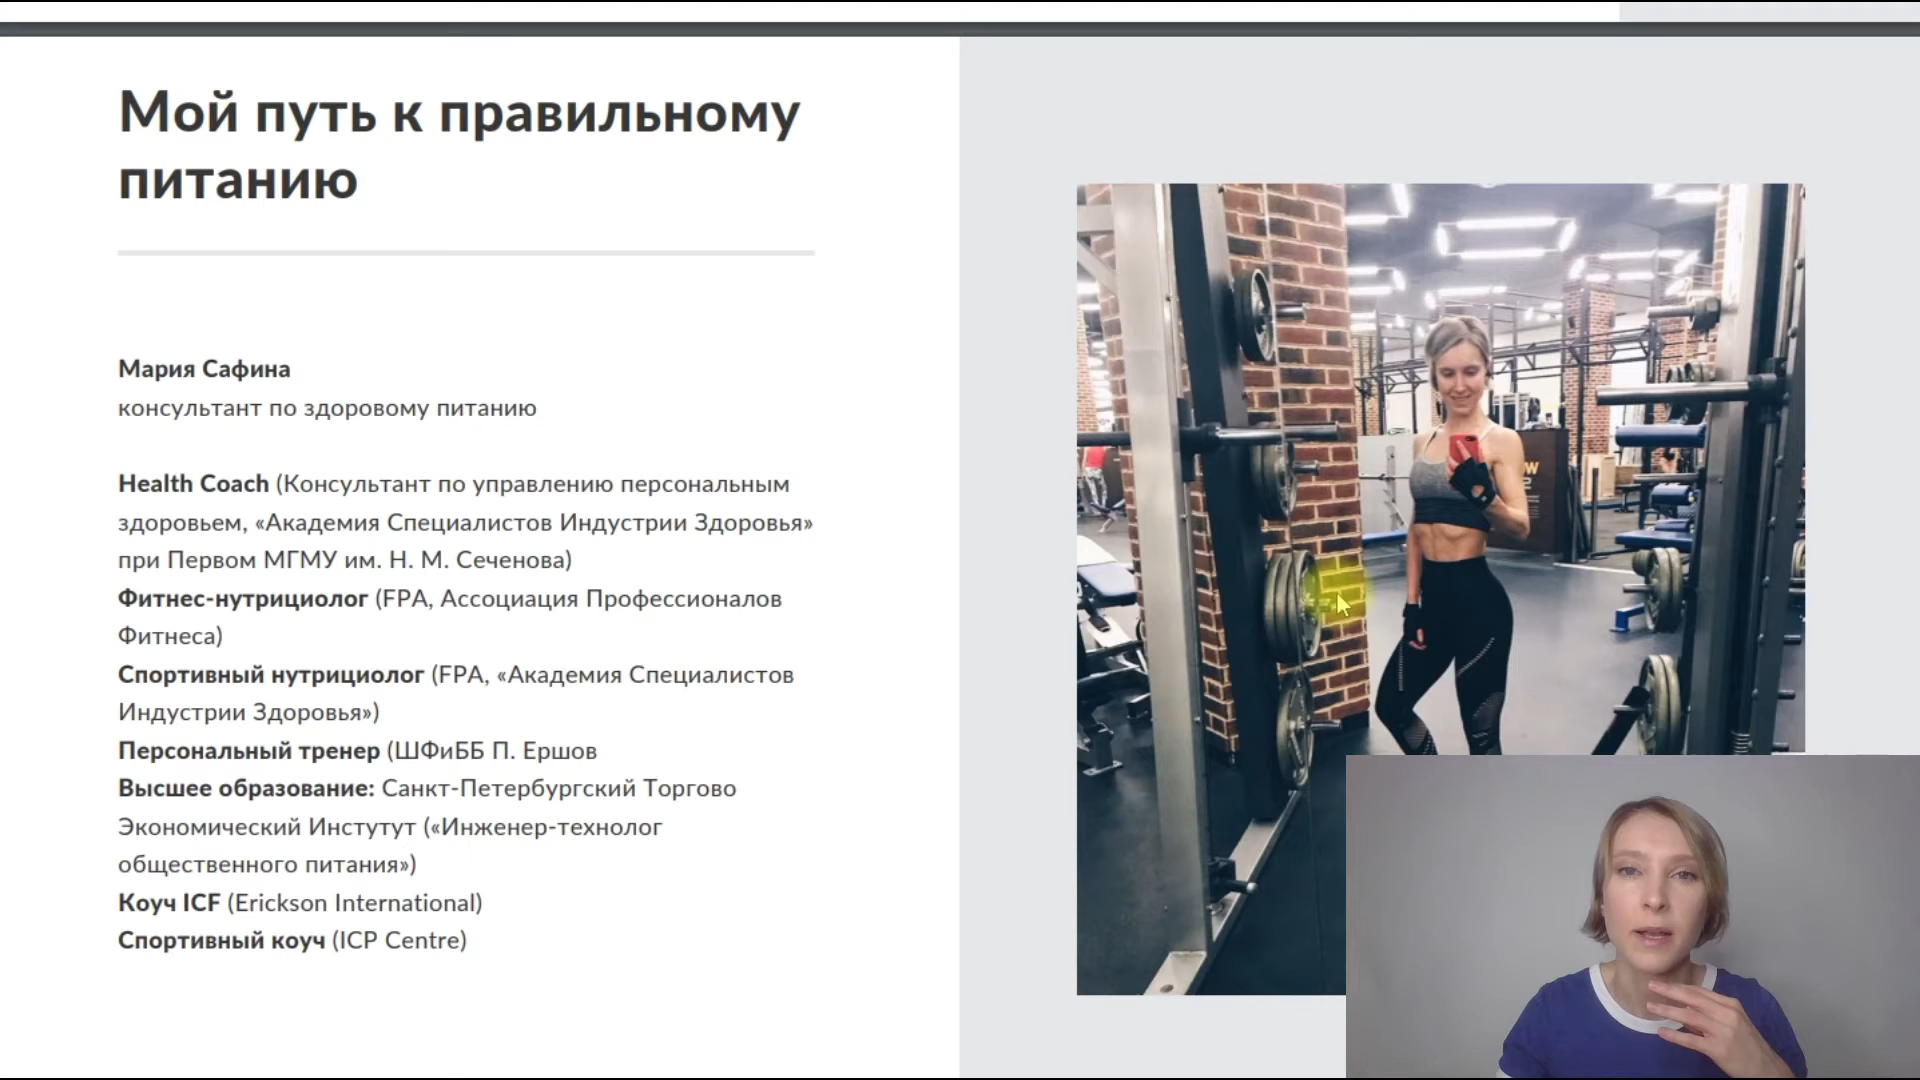 Мой путь к правильному
питанию
Мария Сафина
консультант по здоровому питанию
Health Coach (Консультант по управлению персональным
здоровьем, «Академия Специалистов Индустрии Здоровья»
при Первом МГМУ им. Н. М. Сеченова)
Фитнес-нутрициолог (FPA, Ассоциация Профессионалов
Фитнеса)
Спортивный нутрициолог (FPA, «Академия Специалистов
Индустрии Здоровья»)
Персональный тренер (ШФиББ П. Ершов
Высшее образование: Санкт-Петербургский Торгово
Экономический Инстутут («Инженер-технолог
общественного питания»)
Коуч ICF (Erickson International)
Спортивный коуч (ICP Centre)